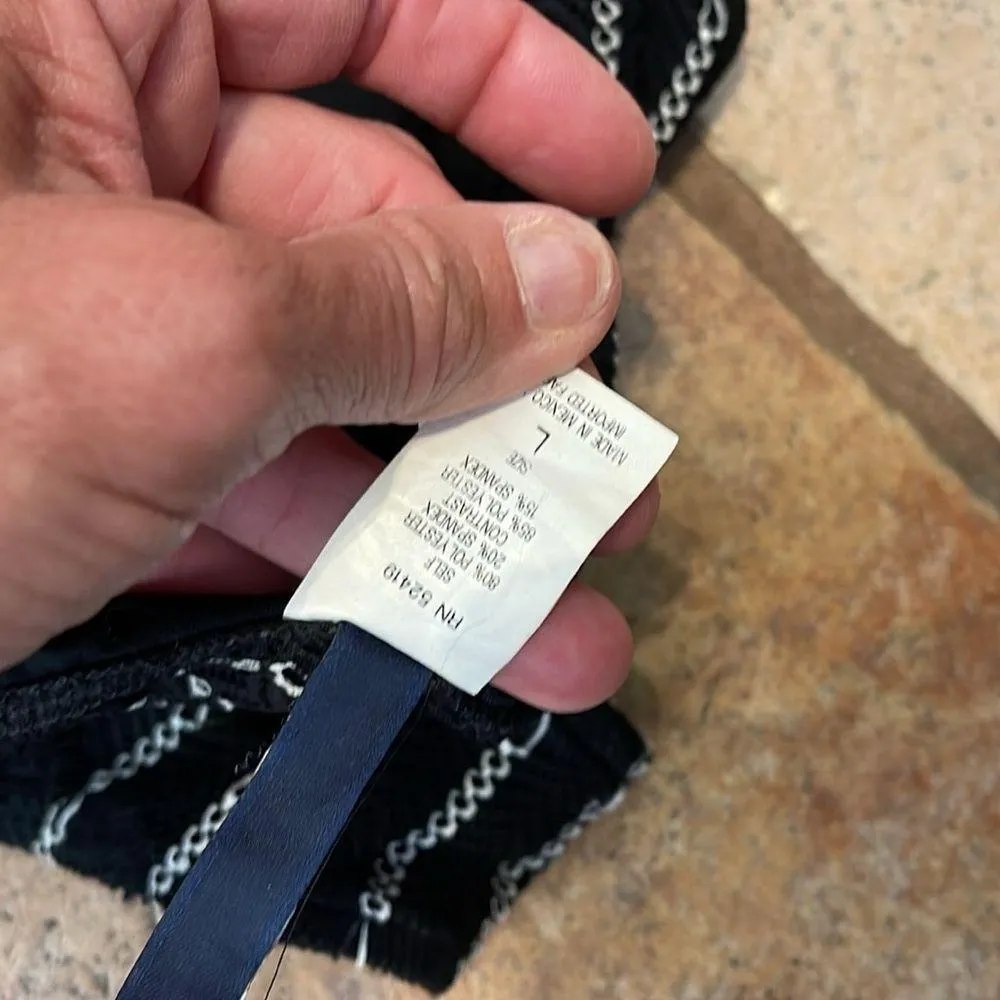 RN 52419
SELF
80% POLYESTER
20% SPANDEX
CONTRAST
85% POLYESTER
15% SPANDEX
SIZE
L
MADE IN MEXICO
IMPORTED